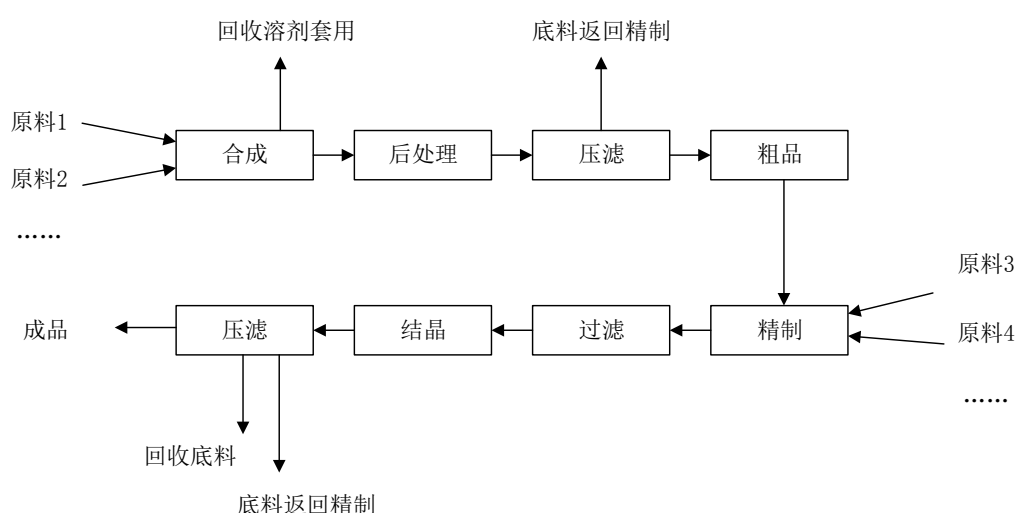 回收溶剂套用
底料返回精制
原料1
合成
后处理
压滤
粗品
原料2
……
原料3
成品
压滤
结晶
过滤
精制
原料4
……
回收底料
底料返回精制